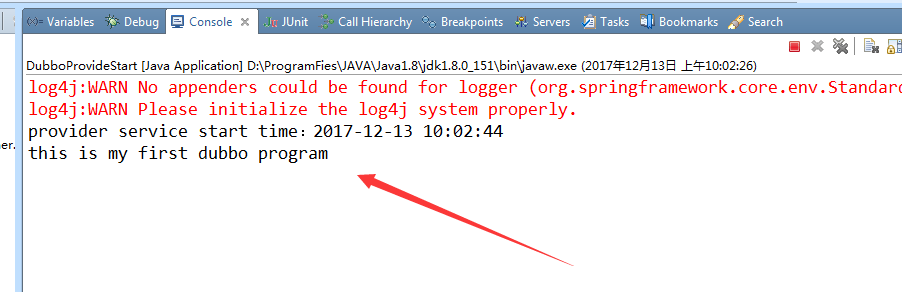 Variables Debug Console JUnit Call Hierarchy Breakpoints Servers Tasks Bookmarks Search
DubboProvideStart [Java Application] D:\ProgramFies\JAVA\Java1.8\jdk1.8.0_151\bin\javaw.exe (2017年12月13日 上午10:02:26)
log4j:WARN No appenders could be found for logger (org.springframework.core.env.Standard
log4j:WARN Please initialize the log4j system properly.
provider service start time：2017-12-13 10:02:44
this is my first dubbo program
ner.